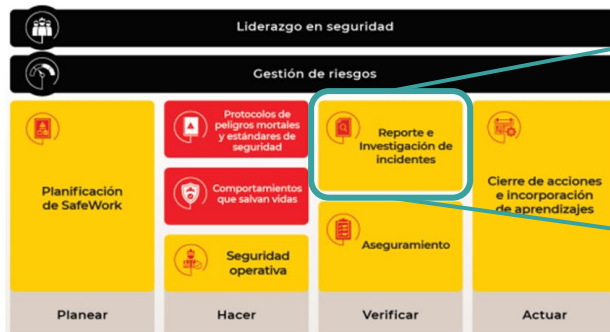 Liderazgo en seguridad
Gestión de riesgos
Planificación
de SafeWork
Protocolos de
peligros mortales
y estándares de
seguridad
Comportamientos
que salvan vidas
Seguridad
operativa
Reporte e
Investigación de
incidentes
Aseguramiento
Cierre de acciones
e incorporación
de aprendizajes
Planear
Hacer
Verificar
Actuar